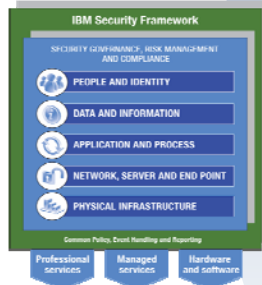 IBM Security Framework
SECURITY GOVERNANCE, RISK MANAGEMENT
AND COMPLIANCE
PEOPLE AND IDENTITY
DATA AND INFORMATION
APPLICATION AND PROCESS
NETWORK, SERVER AND END POINT
PHYSICAL INFRASTRUCTURE
Common Policy, Event Handling and Reporting
Professional
services
Managed
services
Hardware
and software